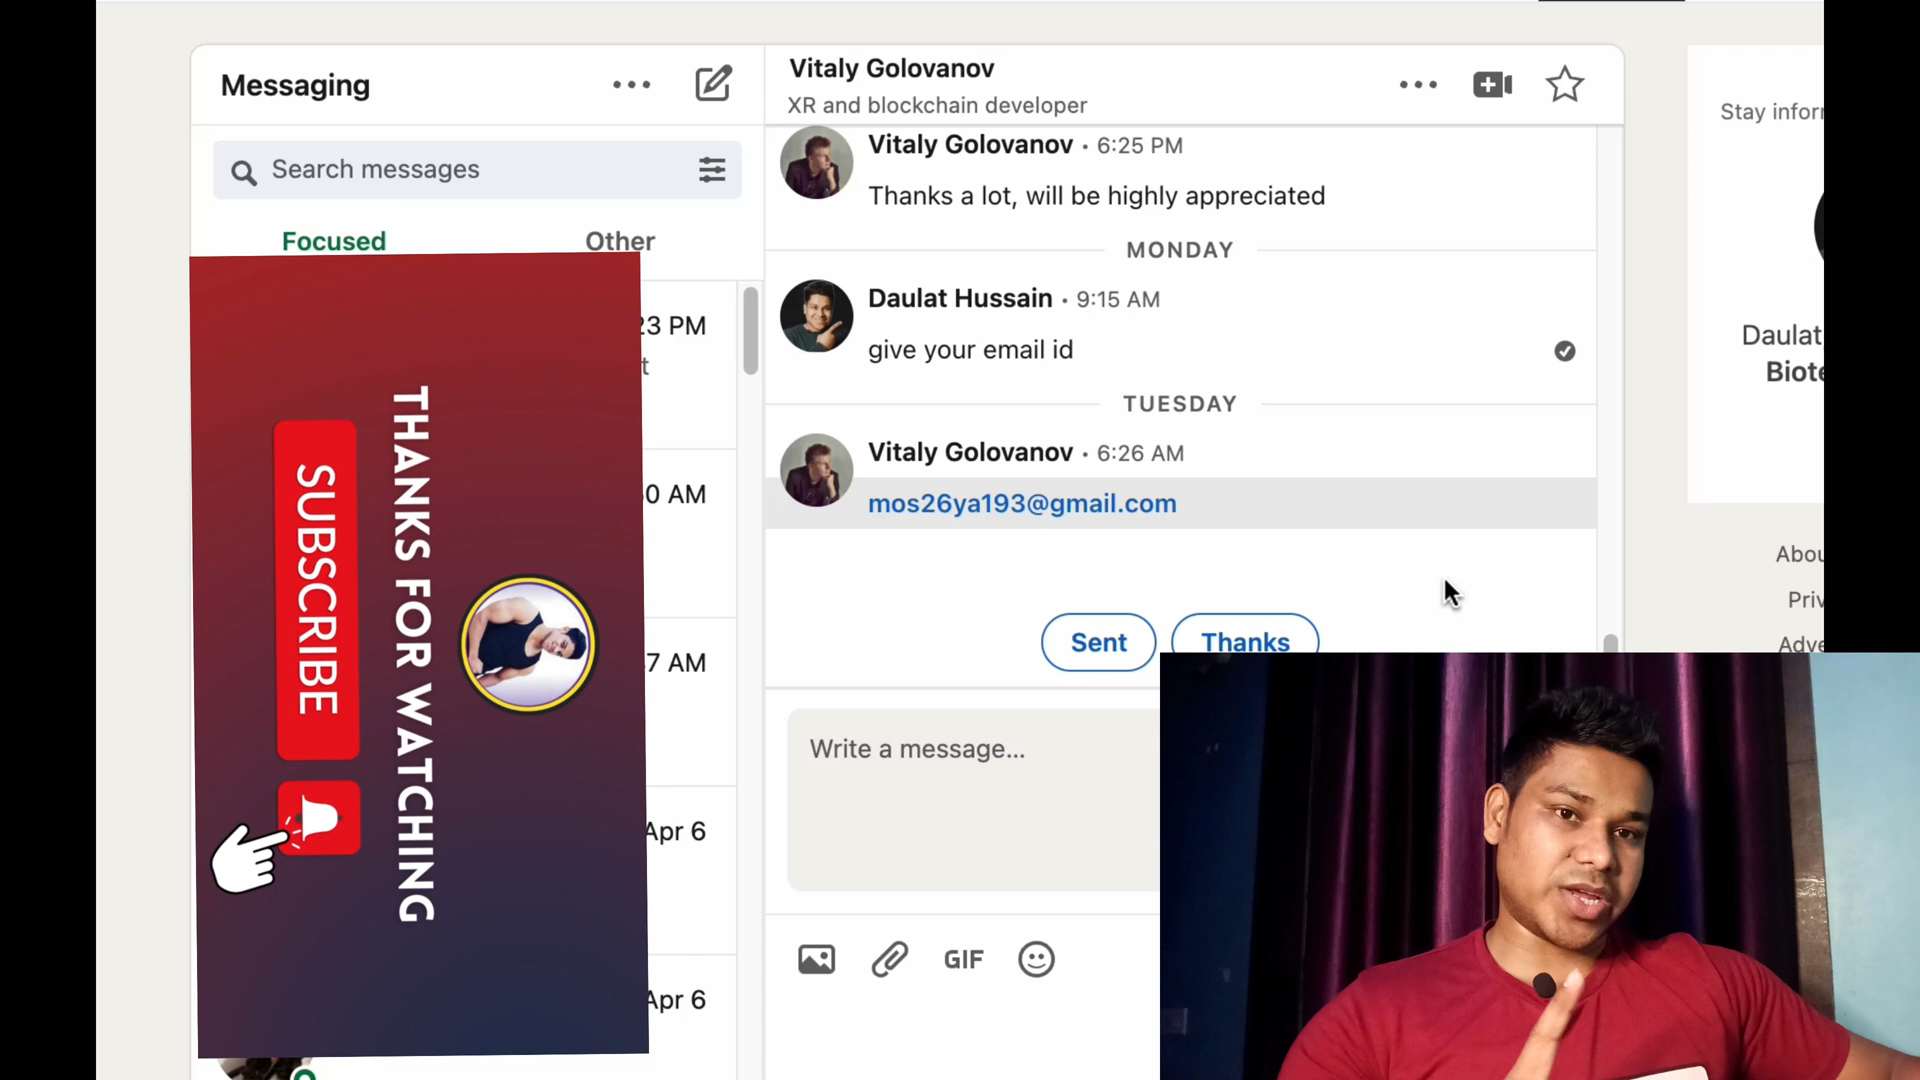 Messaging
Search messages
Focused
Other
23 PM
t
0 AM
7 AM
Apr 6
Apr 6
THANKS FOR WATCHING
SUBSCRIBE
Vitaly Golovanov
XR and blockchain developer
Vitaly Golovanov • 6:25 PM
Thanks a lot, will be highly appreciated
MONDAY
Daulat Hussain • 9:15 AM
give your email id
TUESDAY
Vitaly Golovanov • 6:26 AM
mos26ya193@gmail.com
Sent
Thanks
Write a message...
GIF
Stay infor
Daulat
Biote
Abou
Priv
Adve